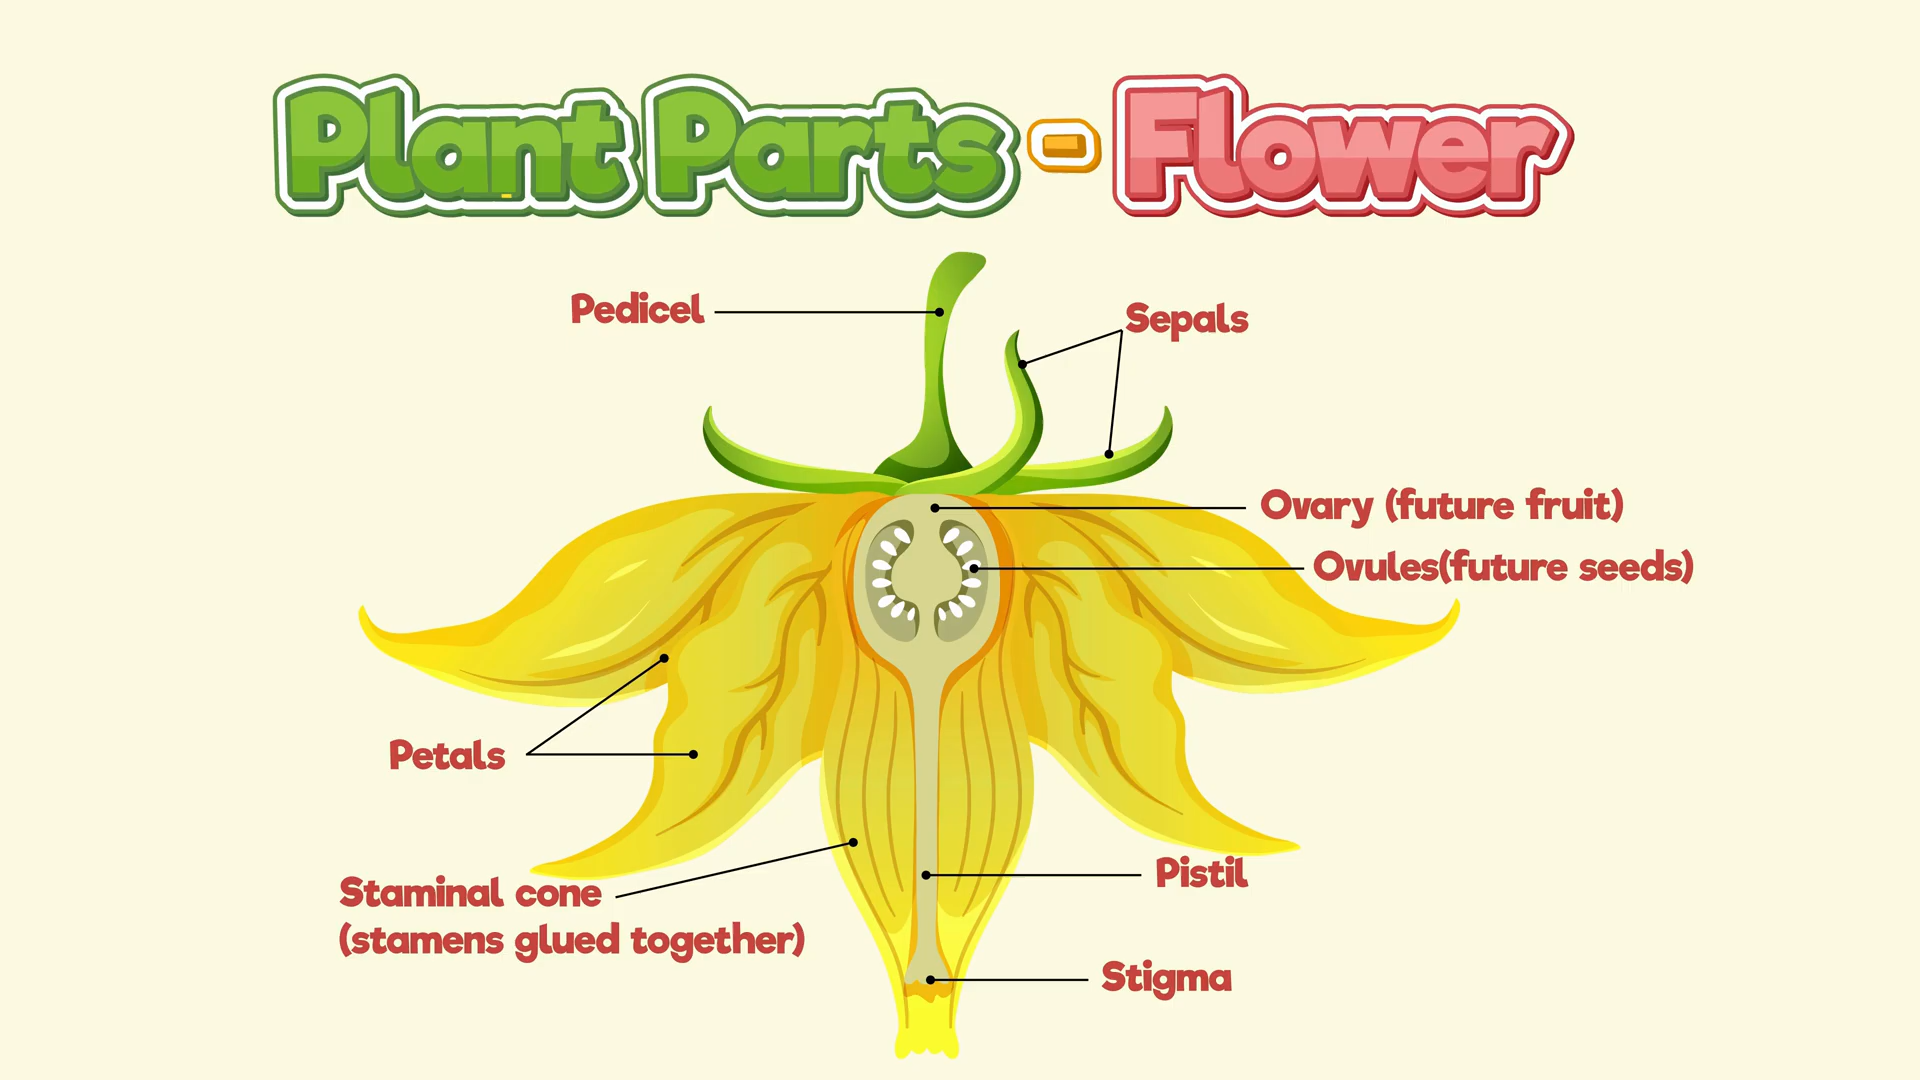 Plant Parts - Flower
Pedicel
Sepals
Ovary (future fruit)
Ovules(future seeds)
Petals
Staminal cone
(stamens glued together)
Pistil
Stigma